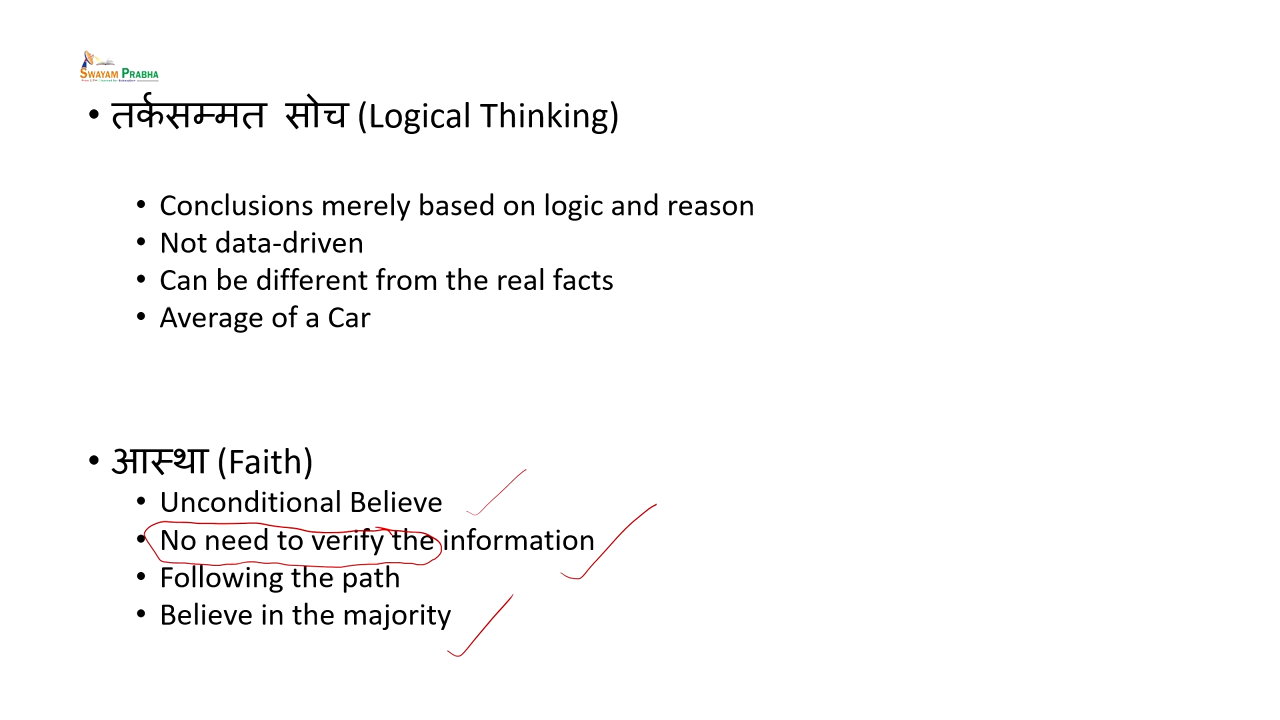 SWAYAM PRABHA
• तर्कसम्मत सोच (Logical Thinking)
• Conclusions merely based on logic and reason
• Not data-driven
• Can be different from the real facts
• Average of a Car
• आस्था (Faith)
• Unconditional Believe
• No need to verify the information
• Following the path
• Believe in the majority